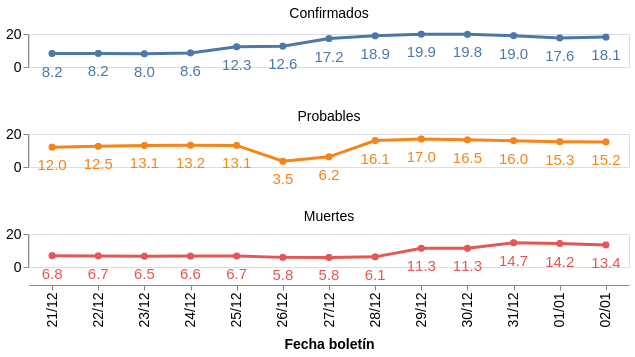 Confirmados
20
0
8.2 8.2 8.0 8.6 12.3 12.6 17.2 18.9 19.9 19.8 19.0 17.6 18.1
Probables
20
0
12.0 12.5 13.1 13.2 13.1 3.5 6.2 16.1 17.0 16.5 16.0 15.3 15.2
Muertes
20
0
6.8 6.7 6.5 6.6 6.7 5.8 5.8 6.1 11.3 11.3 14.7 14.2 13.4
21/12 22/12 23/12 24/12 25/12 26/12 27/12 28/12 29/12 30/12 31/12 01/01 02/01
Fecha boletín